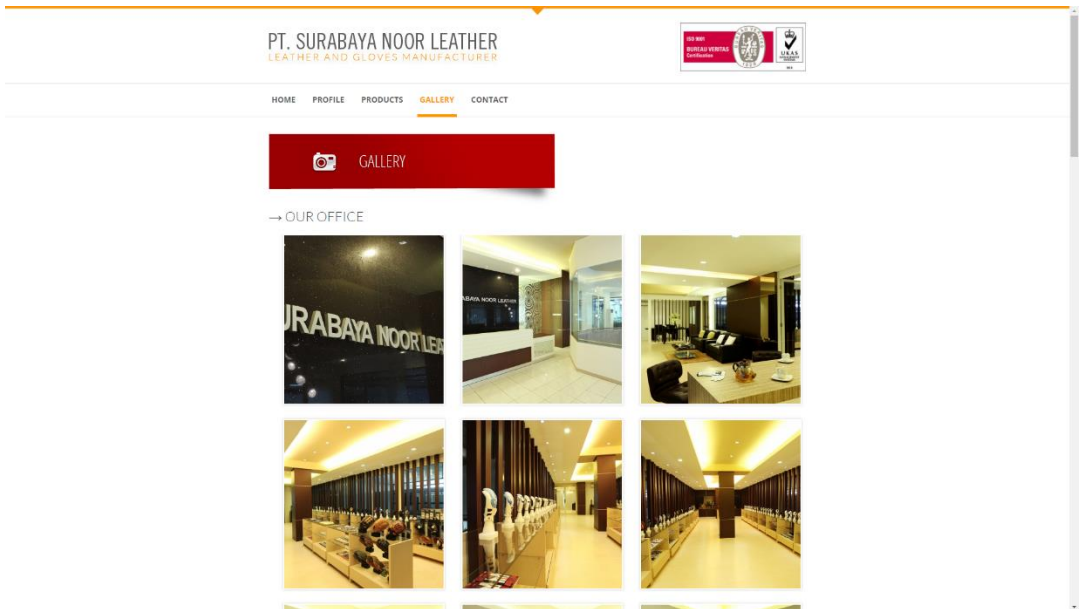 PT. SURABAYA NOOR LEATHER
LEATHER AND GLOVES MANUFACTURER
ISO 9001
BUREAU VERITAS
Certification
UKAS
HOME PROFILE PRODUCTS GALLERY CONTACT
GALLERY
→ OUR OFFICE
URABAYA NOOR LEA
ABAYA NOOR LEATHER